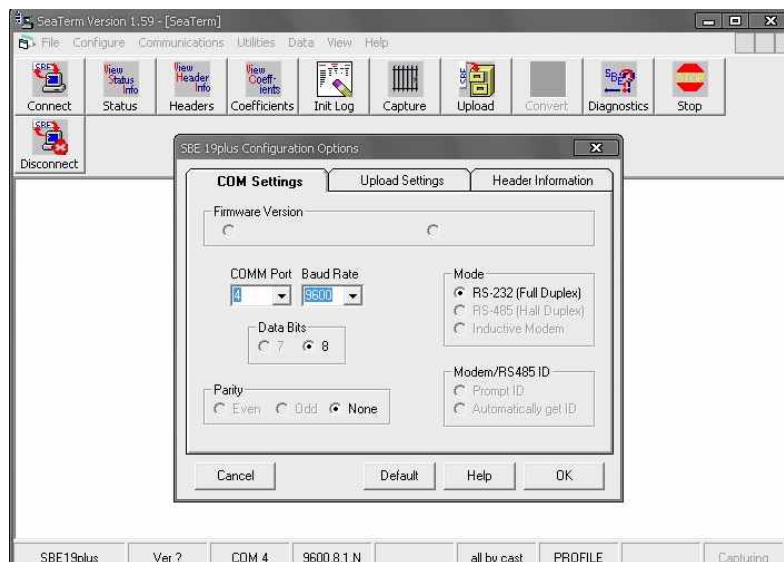 SeaTerm Version 1.59 - [SeaTerm]
File Configure Communications Utilities Data View Help
Connect
View Status Info
Status
View Header Info
Headers
View Coeff-icients
Coefficients
Init Log
Capture
Upload
Convert
Diagnostics
Stop
Disconnect
SBE 19plus Configuration Options
COM Settings
Upload Settings
Header Information
Firmware Version
COMM Port
Baud Rate
4
9600
Data Bits
7
8
Parity
Even
Odd
None
Mode
RS-232 (Full Duplex)
RS-485 (Half Duplex)
Inductive Modem
Modem/RS485 ID
Prompt ID
Automatically get ID
Cancel
Default
Help
OK
SBE19plus
Ver ?
COM 4
9600,8,1,N
all by cast
PROFILE
Capturing